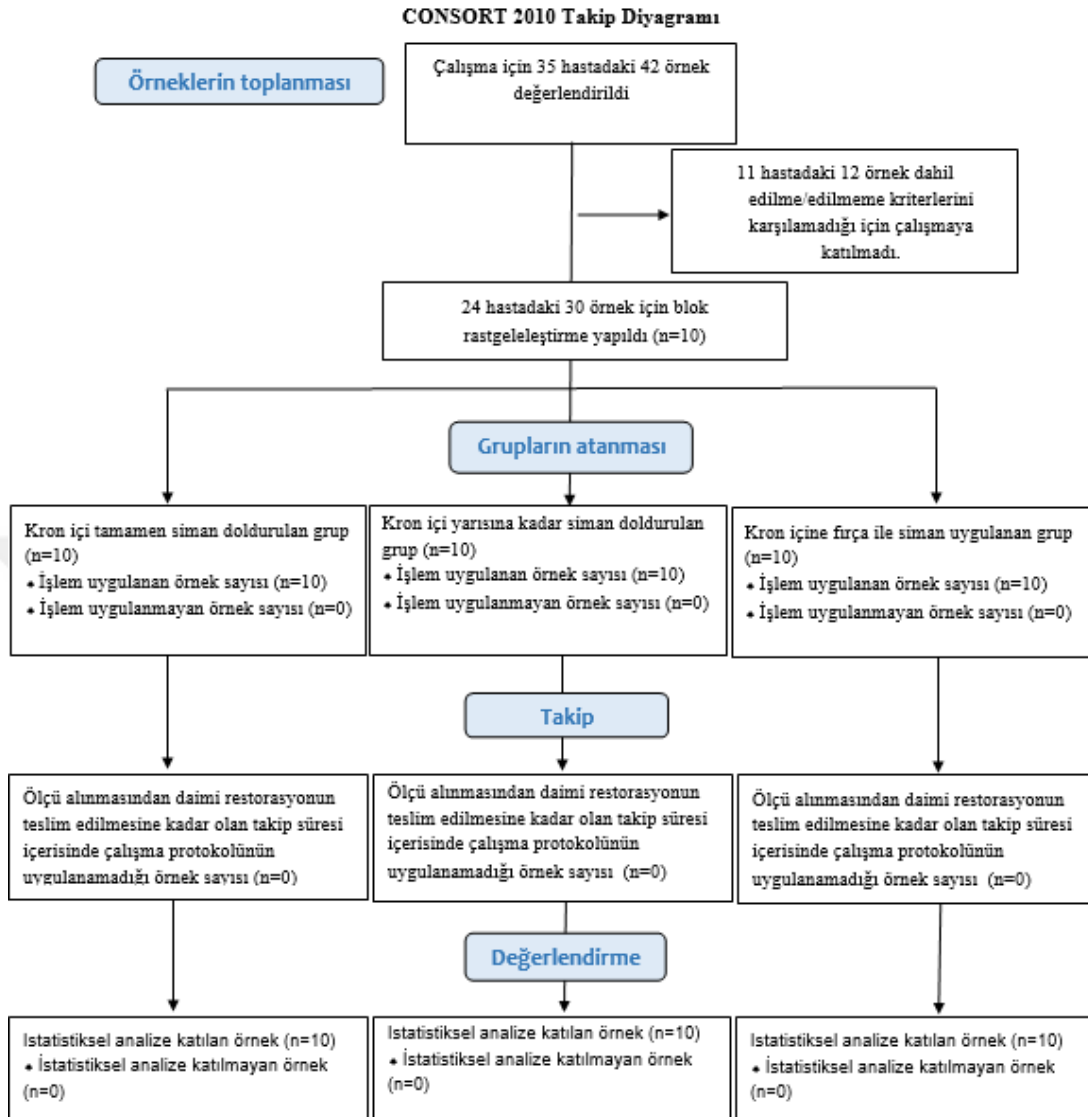 CONSORT 2010 Takip Diyagramı
Örneklerin toplanması
Çalışma için 35 hastadaki 42 örnek
değerlendirildi
11 hastadaki 12 örnek dahil
edilme/edilmeme kriterlerini
karşılamadığı için çalışmaya
katılmadı.
24 hastadaki 30 örnek için blok
rastgeleleştirme yapıldı (n=10)
Grupların atanması
Kron içi tamamen siman doldurulan grup
(n=10)
• İşlem uygulanan örnek sayısı (n=10)
• İşlem uygulanmayan örnek sayısı (n=0)
Kron içi yarısına kadar siman doldurulan
grup (n=10)
• İşlem uygulanan örnek sayısı (n=10)
• İşlem uygulanmayan örnek sayısı (n=0)
Kron içine fırça ile siman uygulanan grup
(n=10)
• İşlem uygulanan örnek sayısı (n=10)
• İşlem uygulanmayan örnek sayısı (n=0)
Takip
Ölçü alınmasından daimi restorasyonun
teslim edilmesine kadar olan takip süresi
içerisinde çalışma protokolünün
uygulanamadığı örnek sayısı (n=0)
Ölçü alınmasından daimi restorasyonun
teslim edilmesine kadar olan takip süresi
içerisinde çalışma protokolünün
uygulanamadığı örnek sayısı (n=0)
Ölçü alınmasından daimi restorasyonun
teslim edilmesine kadar olan takip süresi
içerisinde çalışma protokolünün
uygulanamadığı örnek sayısı (n=0)
Değerlendirme
Istatistiksel analize katılan örnek (n=10)
• İstatistiksel analize katılmayan örnek
(n=0)
Istatistiksel analize katılan örnek (n=10)
• İstatistiksel analize katılmayan örnek
(n=0)
Istatistiksel analize katılan örnek (n=10)
• İstatistiksel analize katılmayan örnek
(n=0)